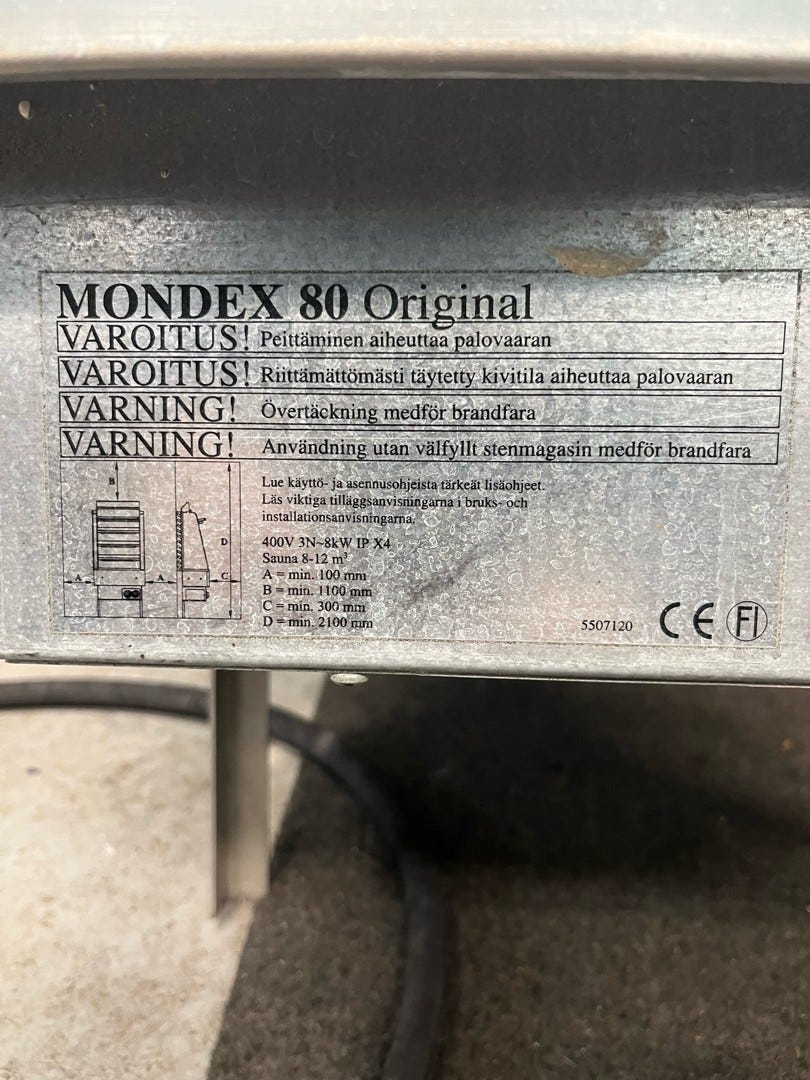 MONDEX 80 Original
VAROITUS! Peittäminen aiheuttaa palovaaran
VAROITUS! Riittämättömästi täytetty kivitila aiheuttaa palovaaran
VARNING! Övertäckning medför brandfara
VARNING! Användning utan välfyllt stenmagasin medför brandfara
B
D
A
A
C
Lue käyttö- ja asennusohjeista tärkeät lisäohjeet.
Läs viktiga tilläggsanvisningarna i bruks- och
installationsanvisningarna.
400V 3N~8kW IP X4
Sauna 8-12 m³
A = min. 100 mm
B = min. 1100 mm
C = min. 300 mm
D = min. 2100 mm
5507120 CE FI